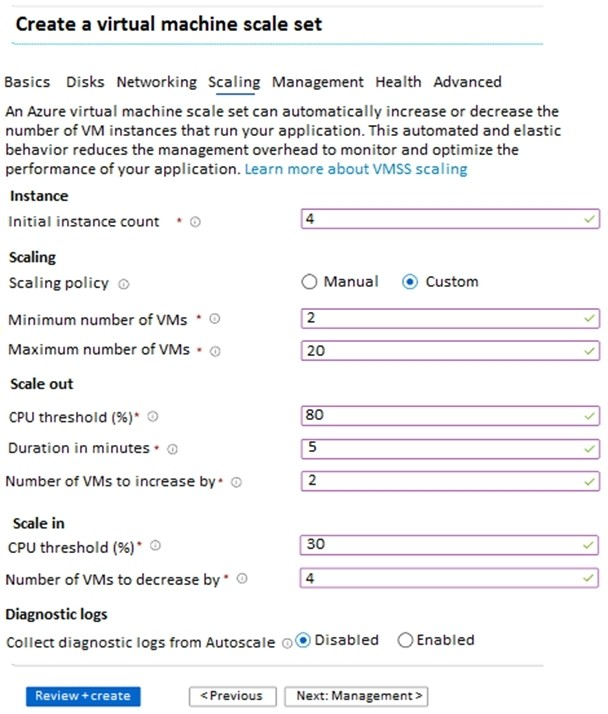 Create a virtual machine scale set
Basics Disks Networking Scaling Management Health Advanced
An Azure virtual machine scale set can automatically increase or decrease the
number of VM instances that run your application. This automated and elastic
behavior reduces the management overhead to monitor and optimize the
performance of your application. Learn more about VMSS scaling
Instance
Initial instance count * 4
Scaling
Scaling policy Manual Custom
Minimum number of VMs * 2
Maximum number of VMs * 20
Scale out
CPU threshold (%)* 80
Duration in minutes * 5
Number of VMs to increase by* 2
Scale in
CPU threshold (%)* 30
Number of VMs to decrease by* 4
Diagnostic logs
Collect diagnostic logs from Autoscale Disabled Enabled
Review + create < Previous Next: Management >